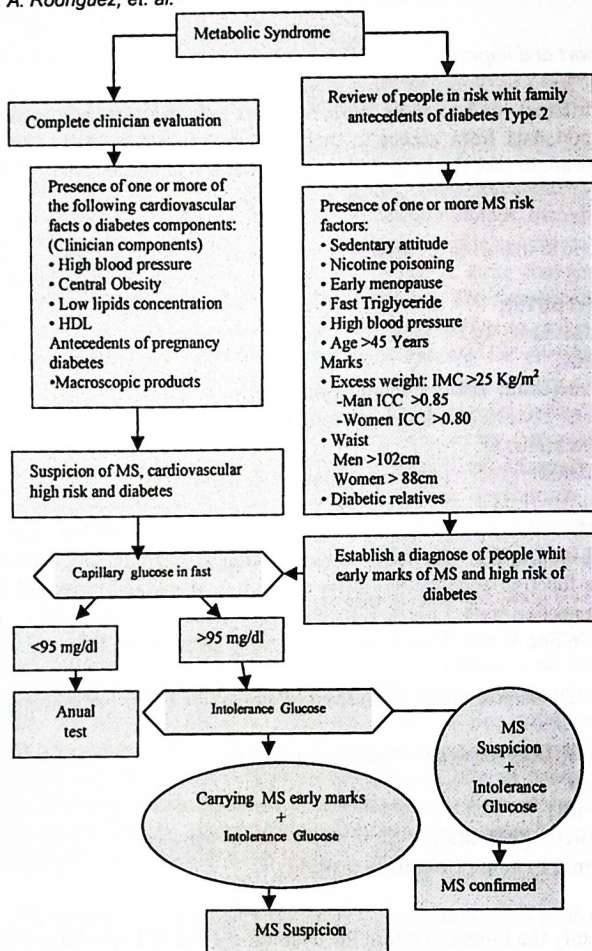 A. Rodriguez, et. al.
Metabolic Syndrome
Complete clinician evaluation
Review of people in risk whit family
antecedents of diabetes Type 2
Presence of one or more of
the following cardiovascular
facts o diabetes components:
(Clinician components)
• High blood pressure
• Central Obesity
• Low lipids concentration
• HDL
Antecedents of pregnancy
diabetes
•Macroscopic products
Presence of one or more MS risk
factors:
• Sedentary attitude
• Nicotine poisoning
• Early menopause
• Fast Triglyceride
• High blood pressure
• Age >45 Years
Marks
• Excess weight: IMC >25 Kg/m²
-Man ICC >0.85
-Women ICC >0.80
• Waist
Men >102cm
Women > 88cm
• Diabetic relatives
Suspicion of MS, cardiovascular
high risk and diabetes
Establish a diagnose of people whit
early marks of MS and high risk of
diabetes
Capillary glucose in fast
<95 mg/dl
>95 mg/dl
Anual
test
Intolerance Glucose
MS
Suspicion
+
Intolerance
Glucose
Carrying MS early marks
+
Intolerance Glucose
MS confirmed
MS Suspicion